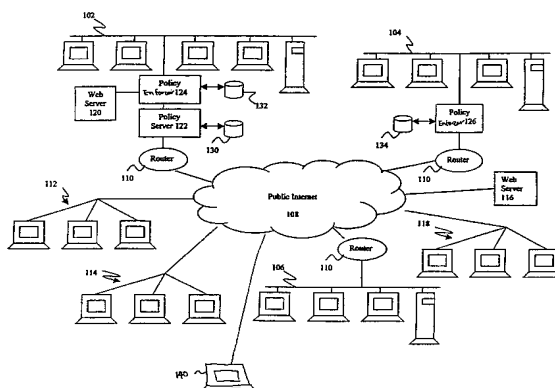 102
104
Policy
Enforcer 124
Web
Server
120
132
Policy
Server 122
Policy
Enforcer 126
134
130
Router
110
Router
110
112
Public Internet
108
Web
Server
116
118
Router
110
114
106
140